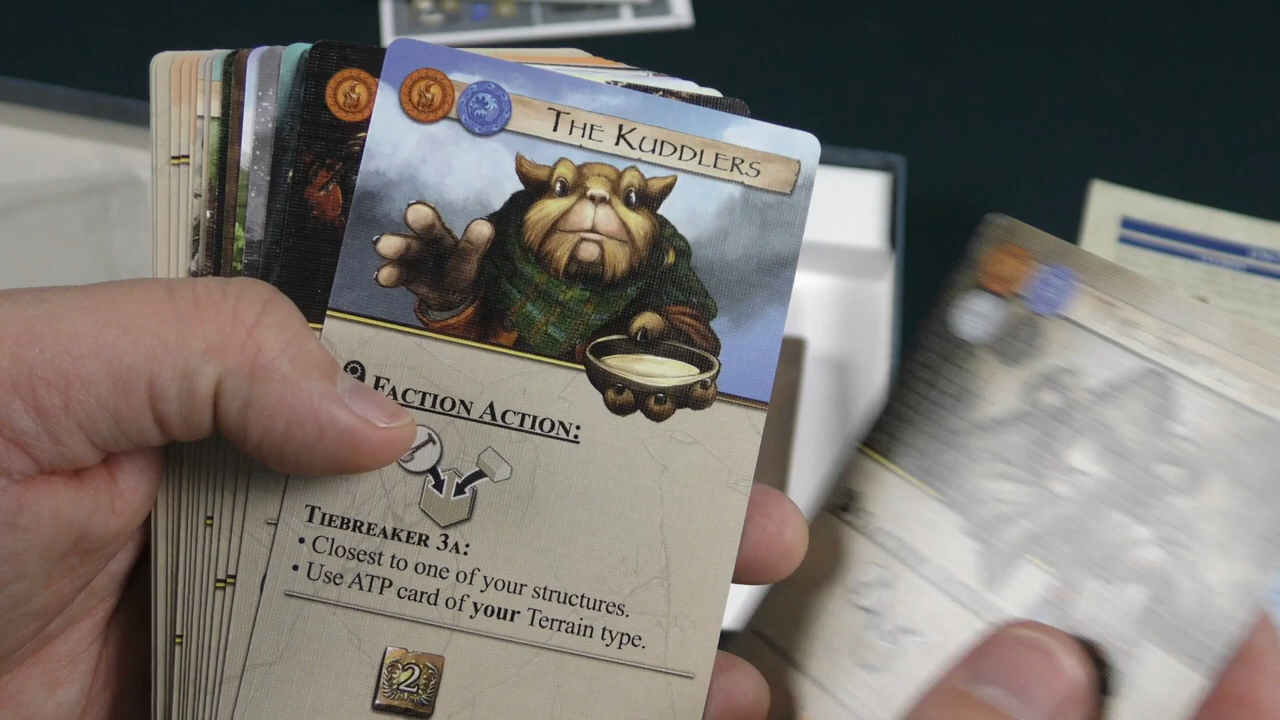 THE KUDDLERS
FACTION ACTION:
TIEBREAKER 3A:
• Closest to one of your structures.
• Use ATP card of your Terrain type.
2